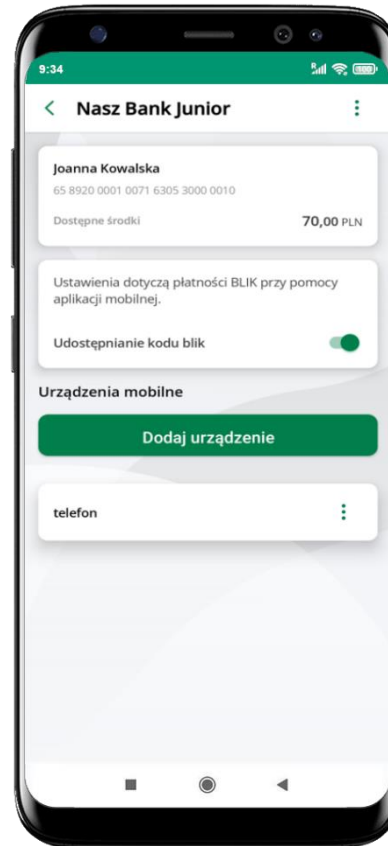 9:34
Nasz Bank Junior
Joanna Kowalska
65 8920 0001 0071 6305 3000 0010
Dostępne środki 70,00 PLN
Ustawienia dotyczą płatności BLIK przy pomocy
aplikacji mobilnej.
Udostępnianie kodu blik
Urządzenia mobilne
Dodaj urządzenie
telefon